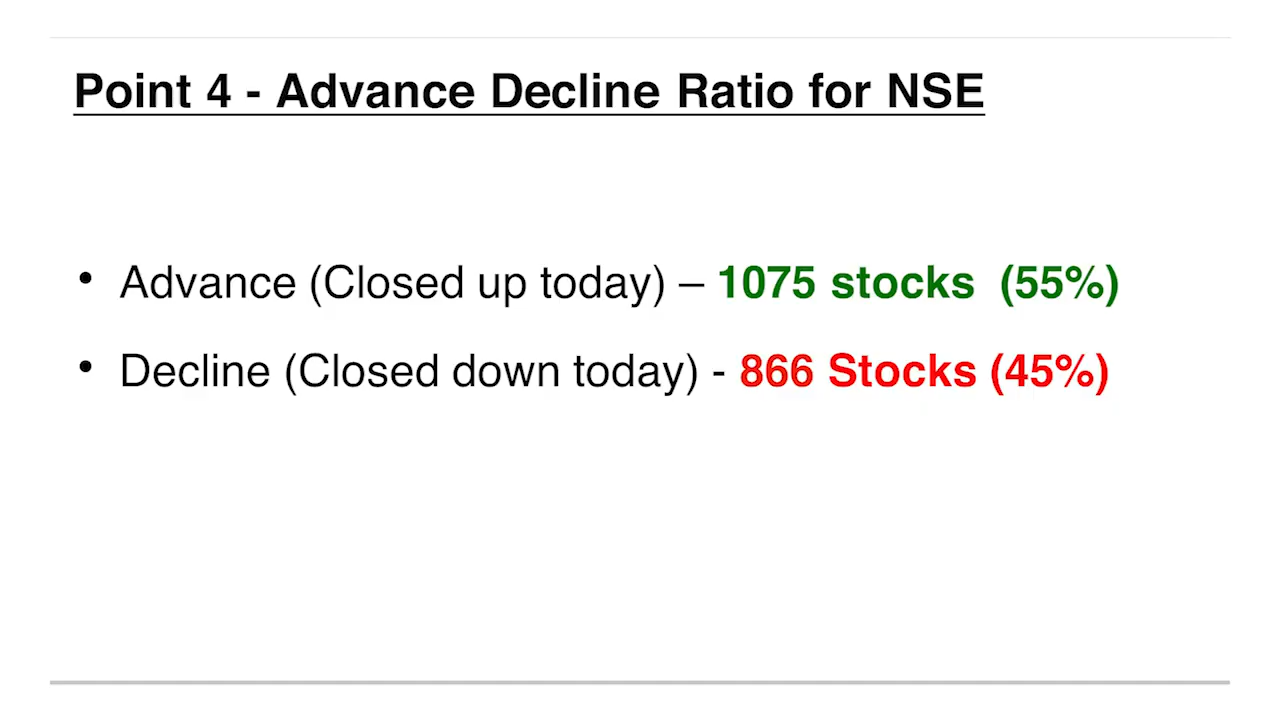 Point 4 - Advance Decline Ratio for NSE
• Advance (Closed up today) – 1075 stocks (55%)
• Decline (Closed down today) - 866 Stocks (45%)